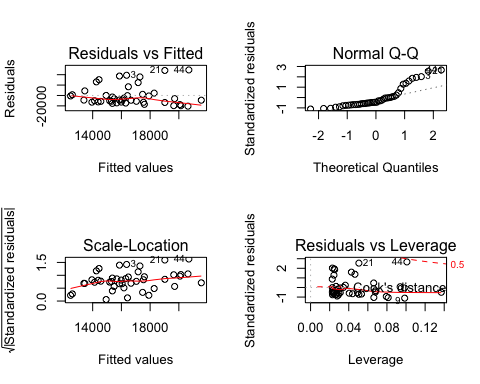 Residuals vs Fitted
Residuals
-20000
3
21
44
14000 18000
Fitted values
Normal Q-Q
Standardized residuals
-1 1 3
-2 -1 0 1 2
Theoretical Quantiles
Scale-Location
√|Standardized residuals|
0.0 1.5
3
21
44
14000 18000
Fitted values
Residuals vs Leverage
Standardized residuals
-1 2
21
44
0.5
Cook's distance
0.00 0.04 0.08 0.12
Leverage